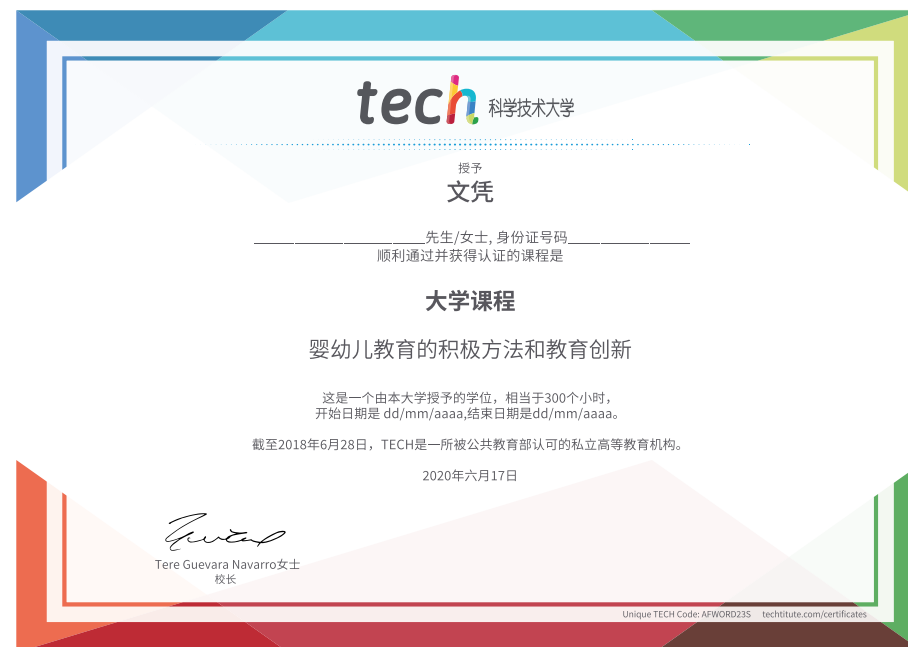 tech 科学技术大学
授予
文凭
先生/女士, 身份证号码
顺利通过并获得认证的课程是
大学课程
婴幼儿教育的积极方法和教育创新
这是一个由本大学授予的学位，相当于300个小时，
开始日期是 dd/mm/aaaa,结束日期是dd/mm/aaaa。
截至2018年6月28日，TECH是一所被公共教育部认可的私立高等教育机构。
2020年六月17日
Tere Guevara Navarro女士
校长
Unique TECH Code: AFWORD23S techtitute.com/certificates